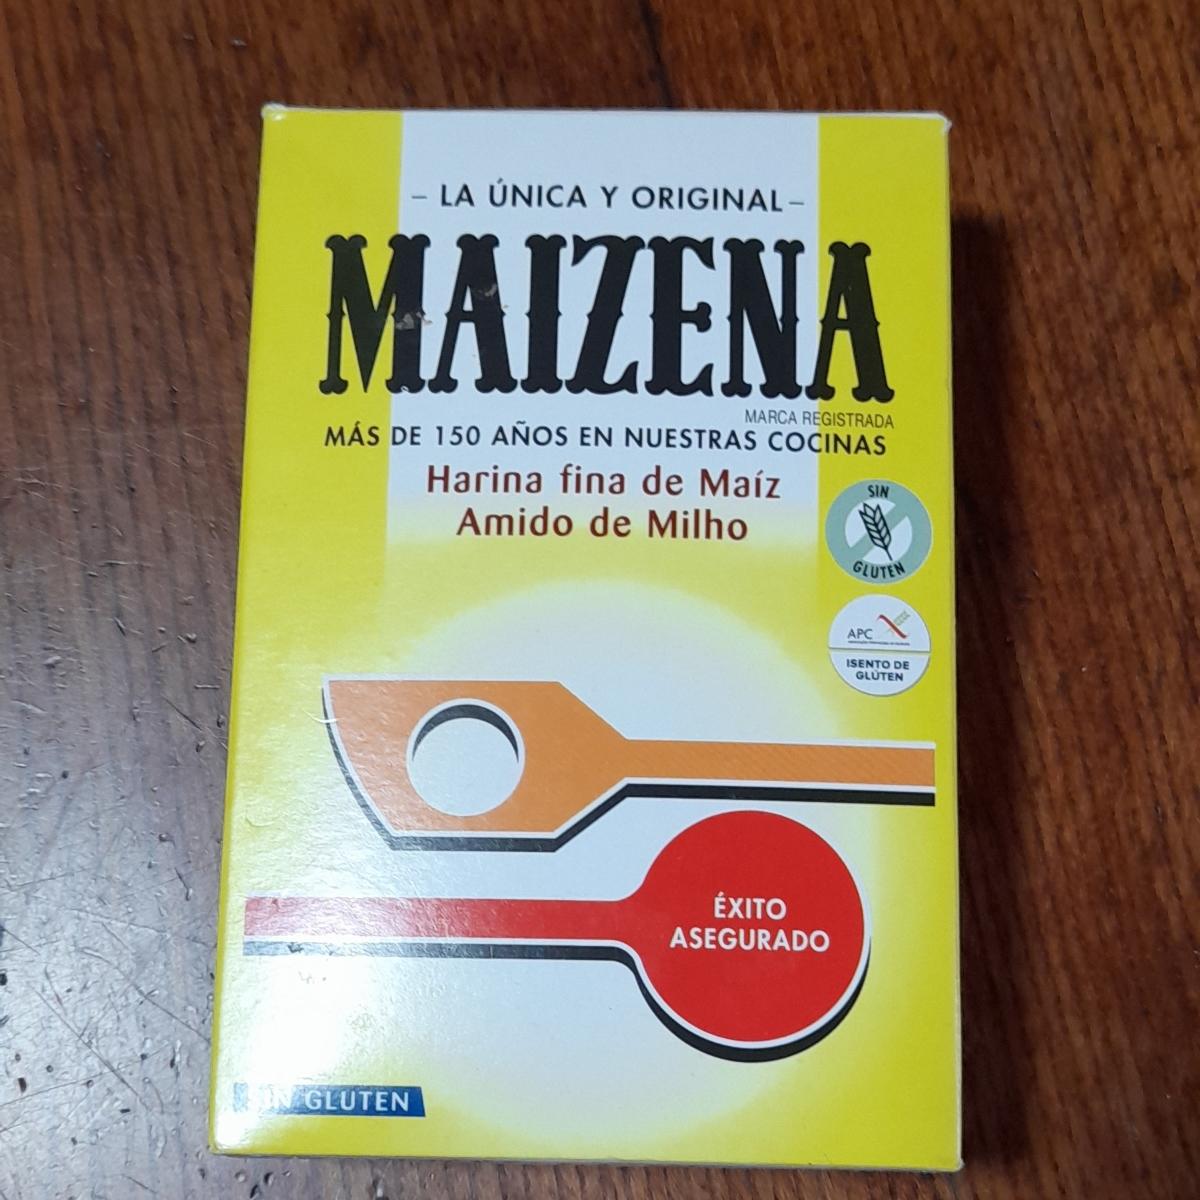 – LA ÚNICA Y ORIGINAL –
MAIZENA
MARCA REGISTRADA
MÁS DE 150 AÑOS EN NUESTRAS COCINAS
Harina fina de Maíz
Amido de Milho
SIN
GLUTEN
APC
ISENTO DE
GLÚTEN
ÉXITO
ASEGURADO
SIN GLUTEN